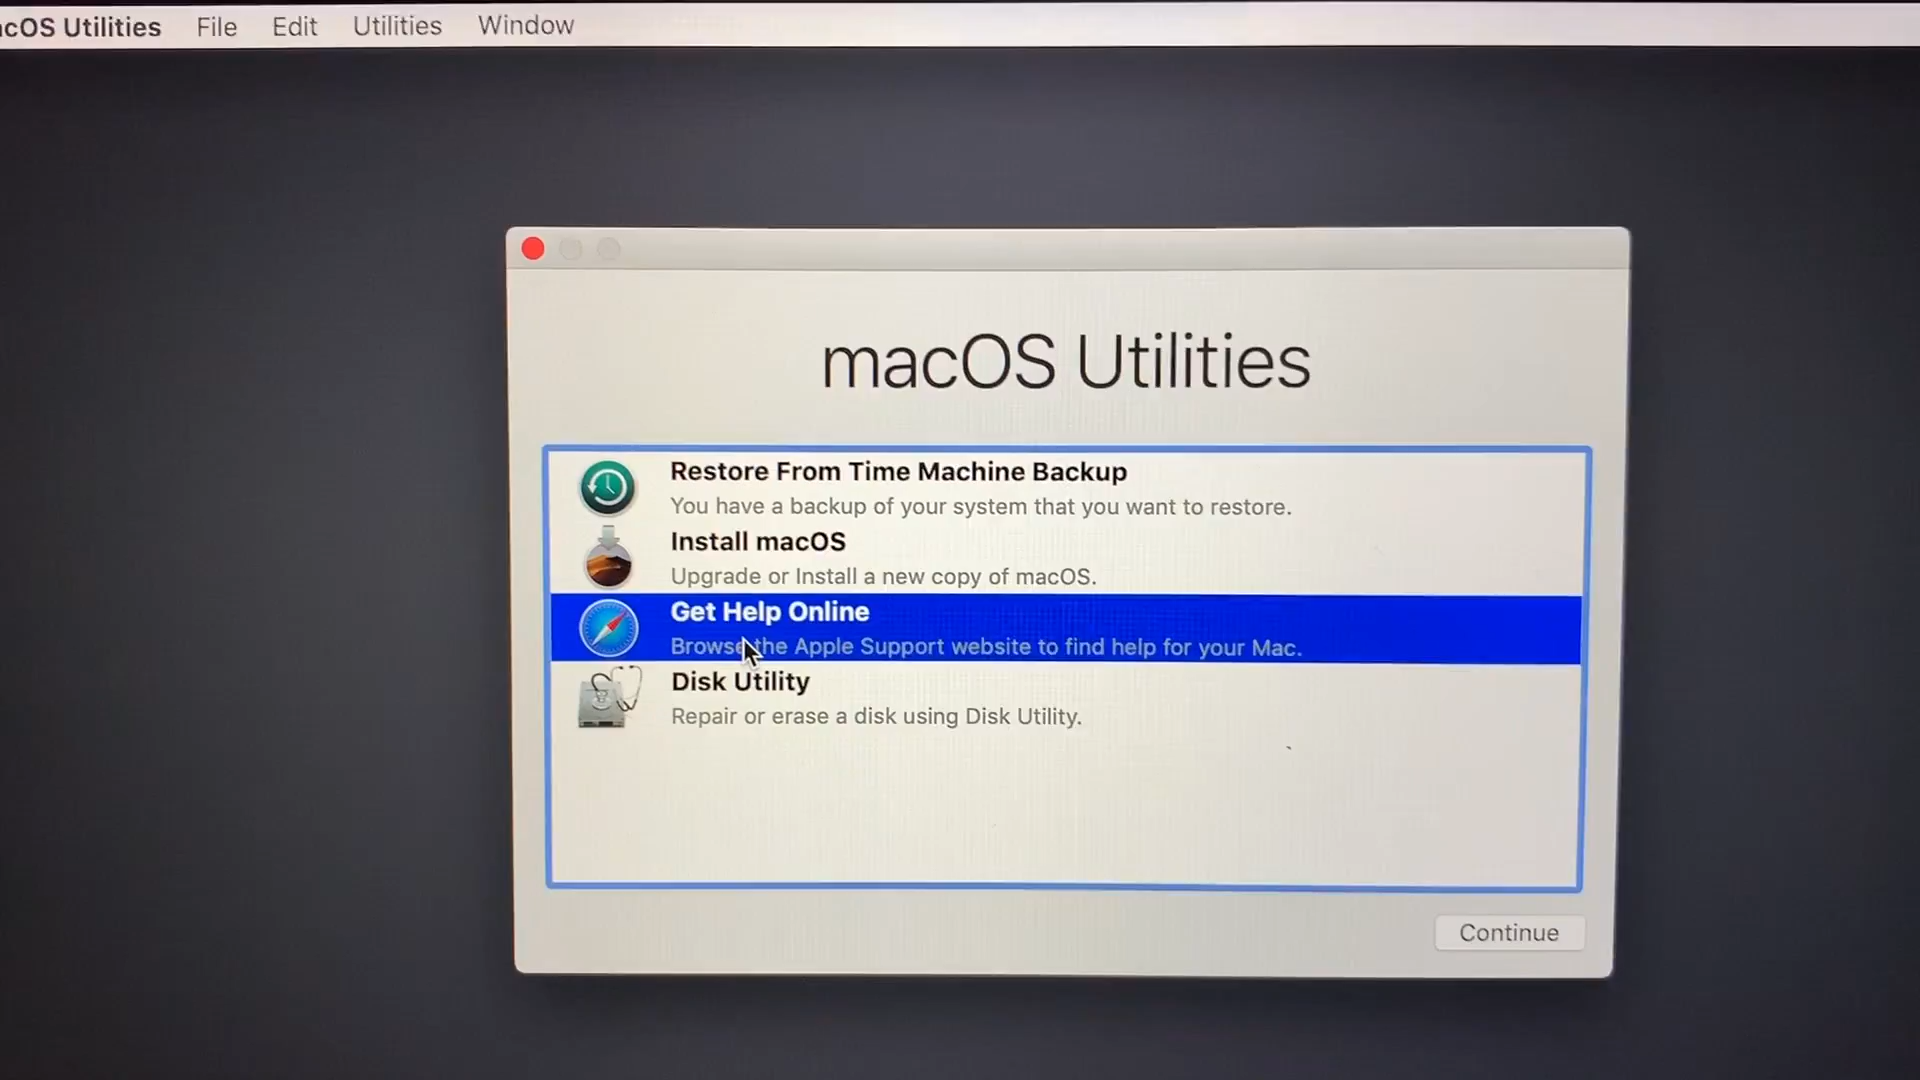 acOS Utilities File Edit Utilities Window
macOS Utilities
Restore From Time Machine Backup
You have a backup of your system that you want to restore.
Install macOS
Upgrade or Install a new copy of macOS.
Get Help Online
Browse the Apple Support website to find help for your Mac.
Disk Utility
Repair or erase a disk using Disk Utility.
Continue